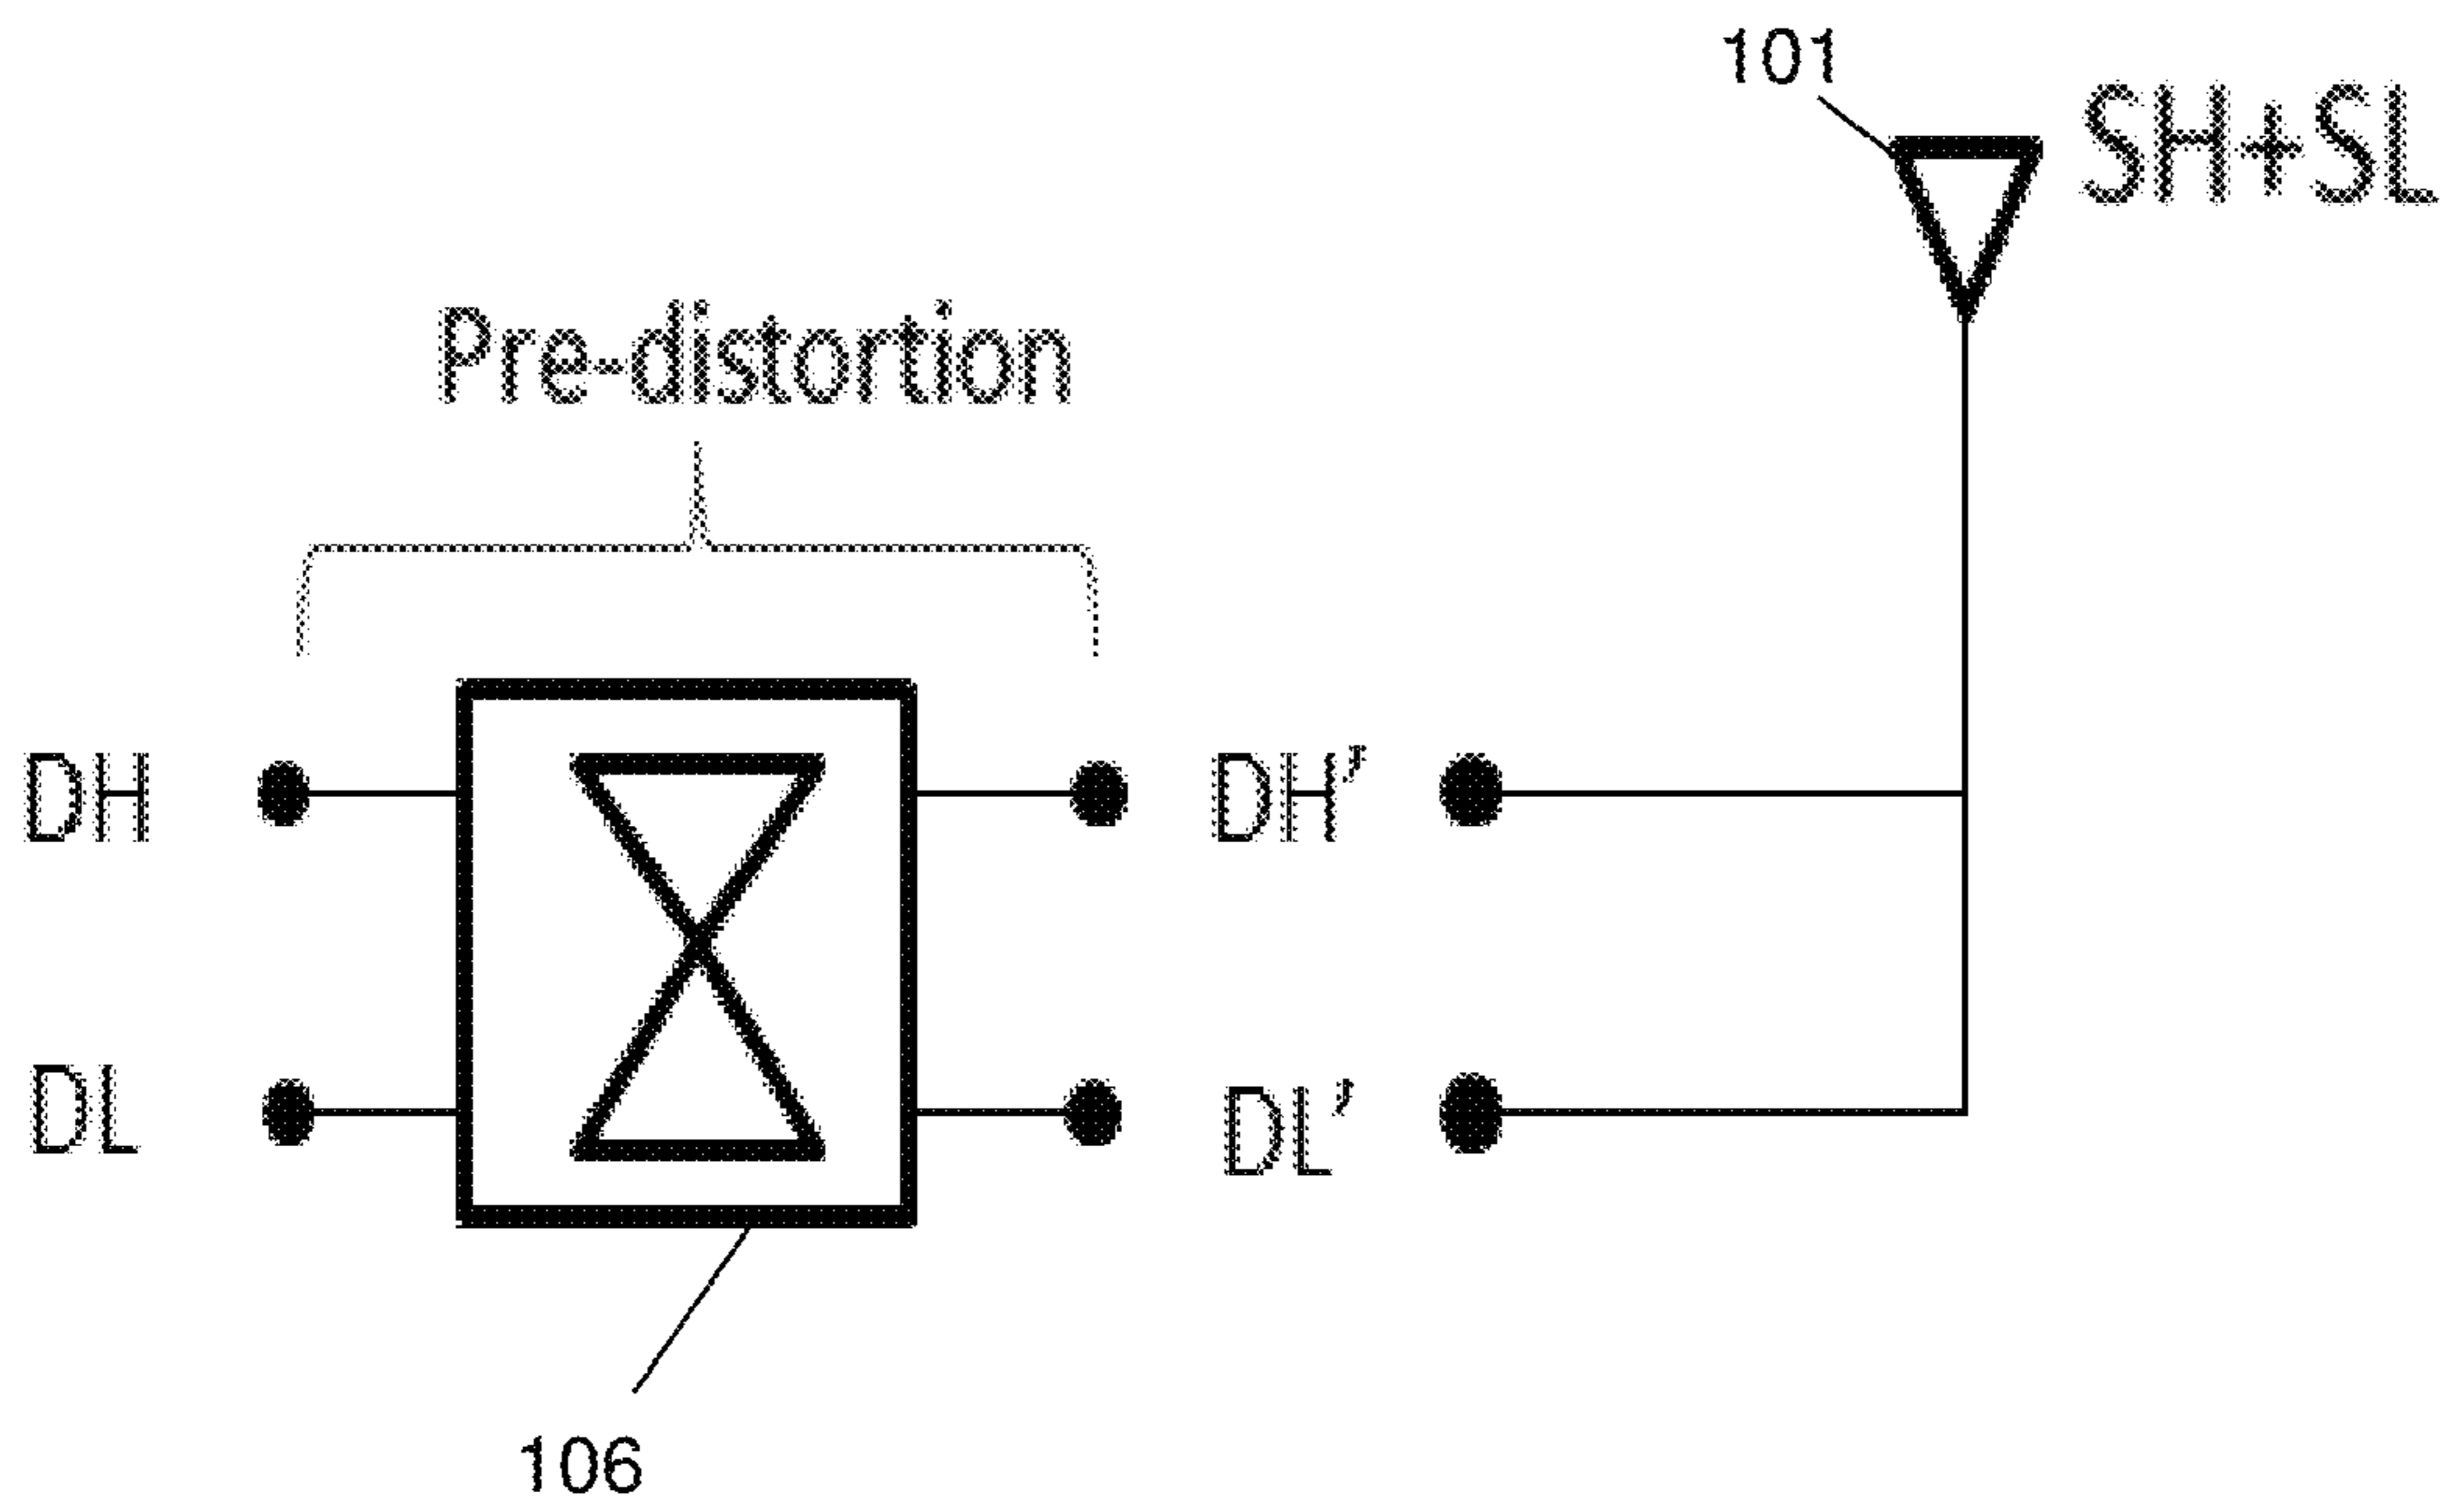 101
SH+SL
Pre-distortion
DH
DH’
DL
DL’
106